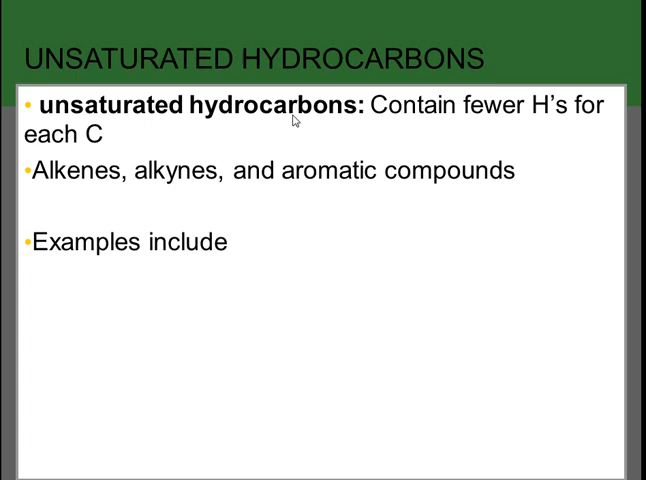 UNSATURATED HYDROCARBONS
• unsaturated hydrocarbons: Contain fewer H’s for
each C
•Alkenes, alkynes, and aromatic compounds
•Examples include